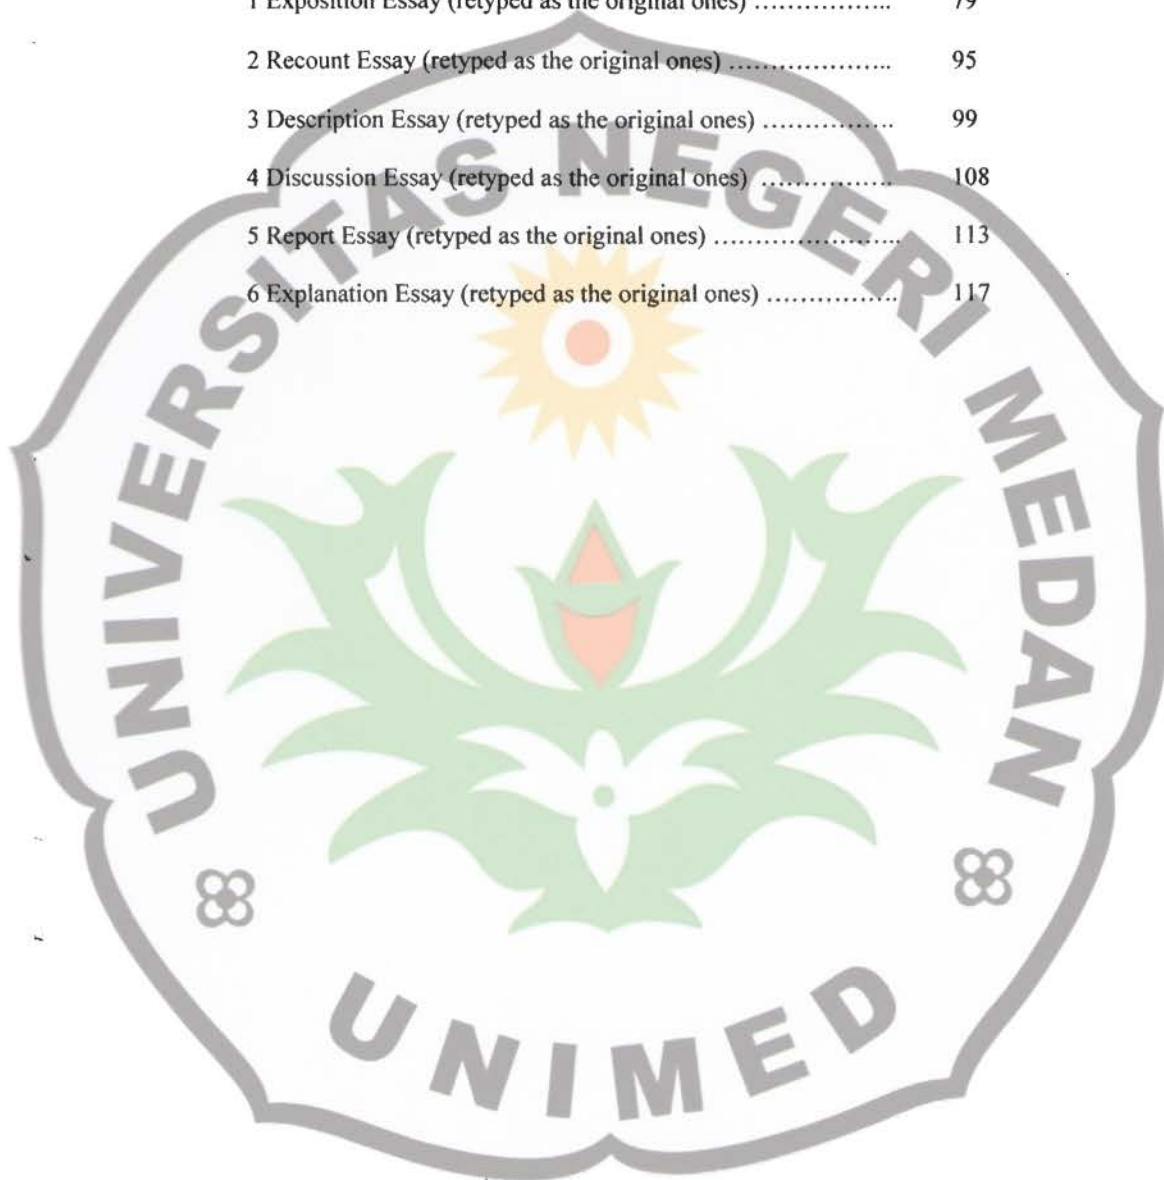 1 Exposition Essay (retyped as the original ones) ................. 79
2 Recount Essay (retyped as the original ones) .................... 95
3 Description Essay (retyped as the original ones) ................ 99
4 Discussion Essay (retyped as the original ones) ................ 108
5 Report Essay (retyped as the original ones) ....................... 113
6 Explanation Essay (retyped as the original ones) ................. 117
UNIVERSITAS NEGERI MEDAN
UNIMED